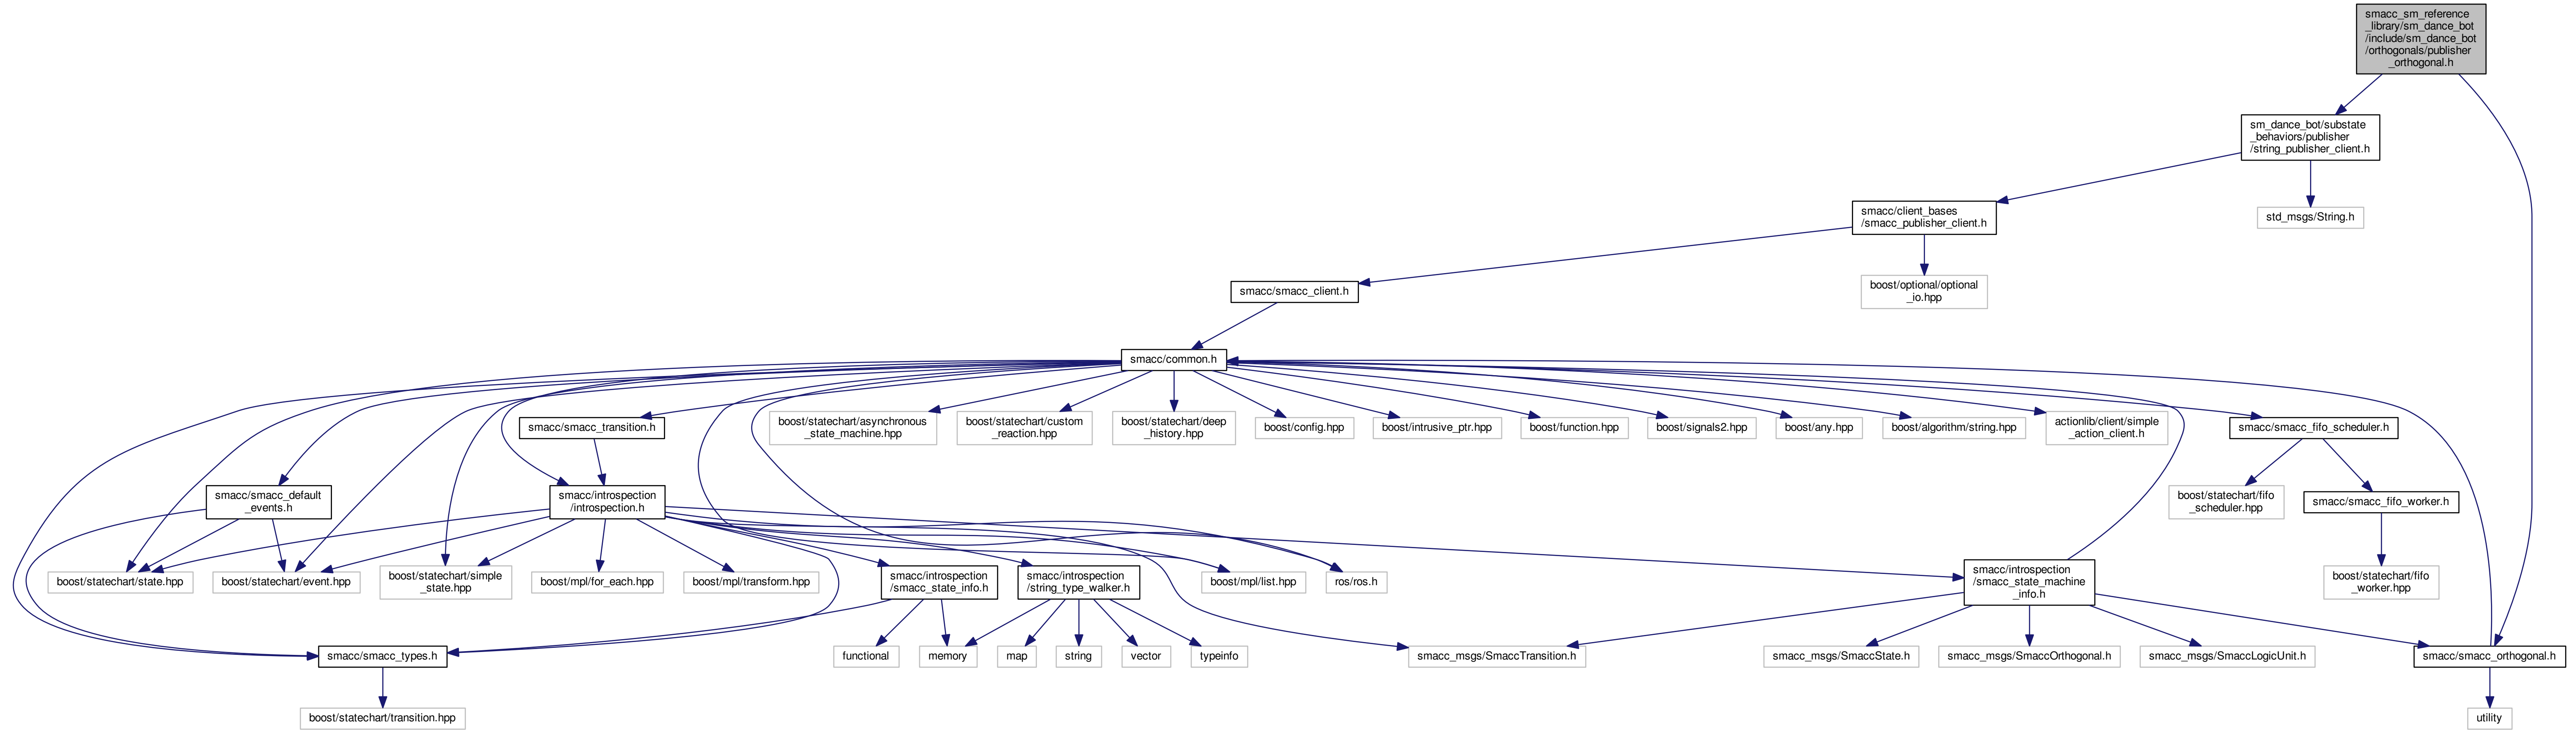 smacc_sm_reference
_library/sm_dance_bot
/include/sm_dance_bot
/orthogonals/publisher
_orthogonal.h
sm_dance_bot/substate
_behaviors/publisher
/string_publisher_client.h
smacc/client_bases
/smacc_publisher_client.h
std_msgs/String.h
smacc/smacc_client.h
boost/optional/optional
_io.hpp
smacc/common.h
smacc/smacc_transition.h
boost/statechart/asynchronous
_state_machine.hpp
boost/statechart/custom
_reaction.hpp
boost/statechart/deep
_history.hpp
boost/config.hpp
boost/intrusive_ptr.hpp
boost/function.hpp
boost/signals2.hpp
boost/any.hpp
boost/algorithm/string.hpp
actionlib/client/simple
_action_client.h
smacc/smacc_fifo_scheduler.h
smacc/smacc_default
_events.h
smacc/introspection
/introspection.h
boost/statechart/fifo
_scheduler.hpp
smacc/smacc_fifo_worker.h
boost/statechart/state.hpp
boost/statechart/event.hpp
boost/statechart/simple
_state.hpp
boost/mpl/for_each.hpp
boost/mpl/transform.hpp
smacc/introspection
/smacc_state_info.h
smacc/introspection
/string_type_walker.h
boost/mpl/list.hpp
ros/ros.h
smacc/introspection
/smacc_state_machine
_info.h
boost/statechart/fifo
_worker.hpp
smacc/smacc_types.h
functional
memory
map
string
vector
typeinfo
smacc_msgs/SmaccTransition.h
smacc_msgs/SmaccState.h
smacc_msgs/SmaccOrthogonal.h
smacc_msgs/SmaccLogicUnit.h
smacc/smacc_orthogonal.h
boost/statechart/transition.hpp
utility